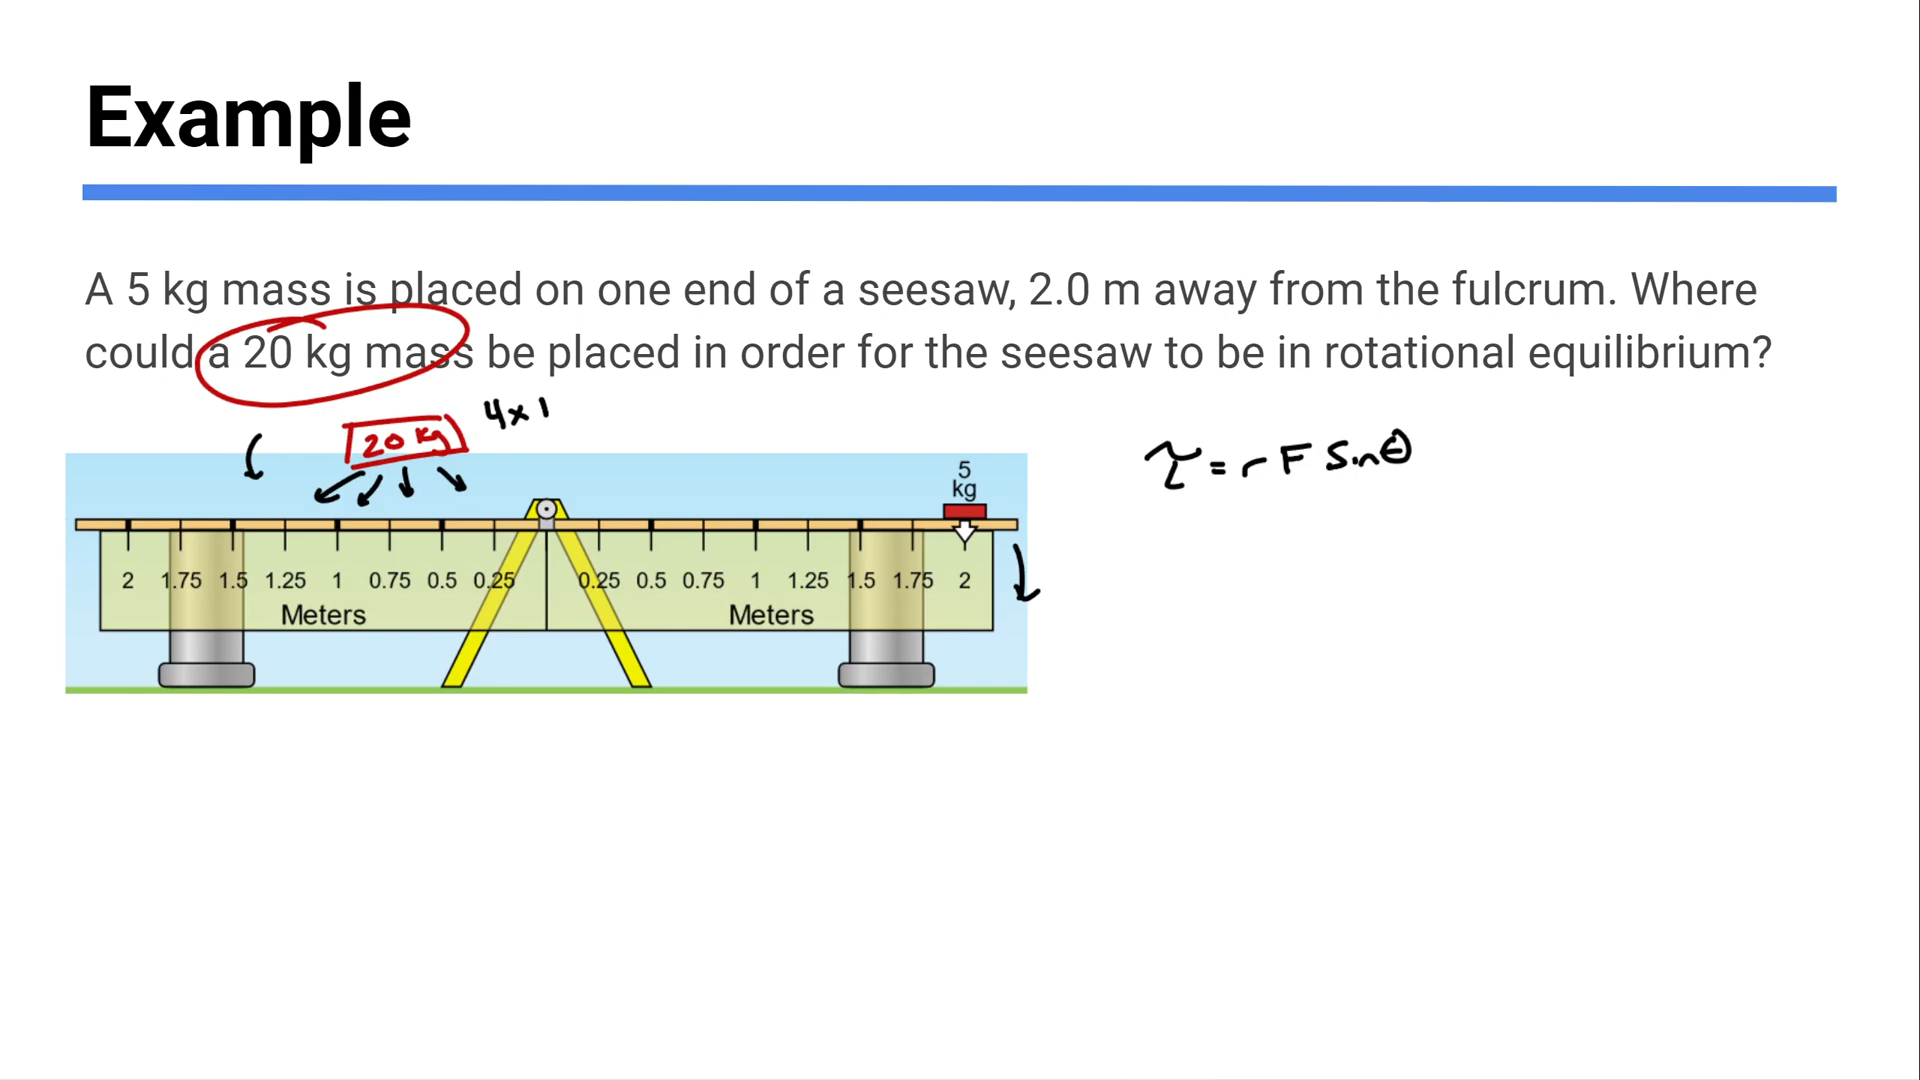 Example
A 5 kg mass is placed on one end of a seesaw, 2.0 m away from the fulcrum. Where
could a 20 kg mass be placed in order for the seesaw to be in rotational equilibrium?
4x1
20 kg
τ = r F Sinθ
5
kg
2 1.75 1.5 1.25 1 0.75 0.5 0.25 0.25 0.5 0.75 1 1.25 1.5 1.75 2
Meters Meters